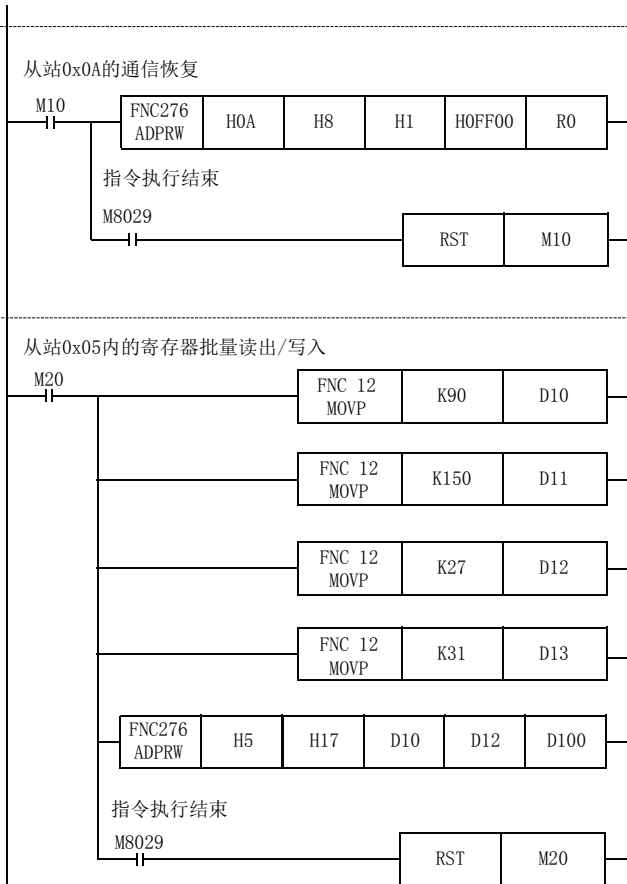 从站0x0A的通信恢复
M10
FNC276 ADPRW H0A H8 H1 H0FF00 R0
指令执行结束
M8029
RST M10
从站0x05内的寄存器批量读出/写入
M20
FNC 12 MOVP K90 D10
FNC 12 MOVP K150 D11
FNC 12 MOVP K27 D12
FNC 12 MOVP K31 D13
FNC276 ADPRW H5 H17 D10 D12 D100
指令执行结束
M8029
RST M20